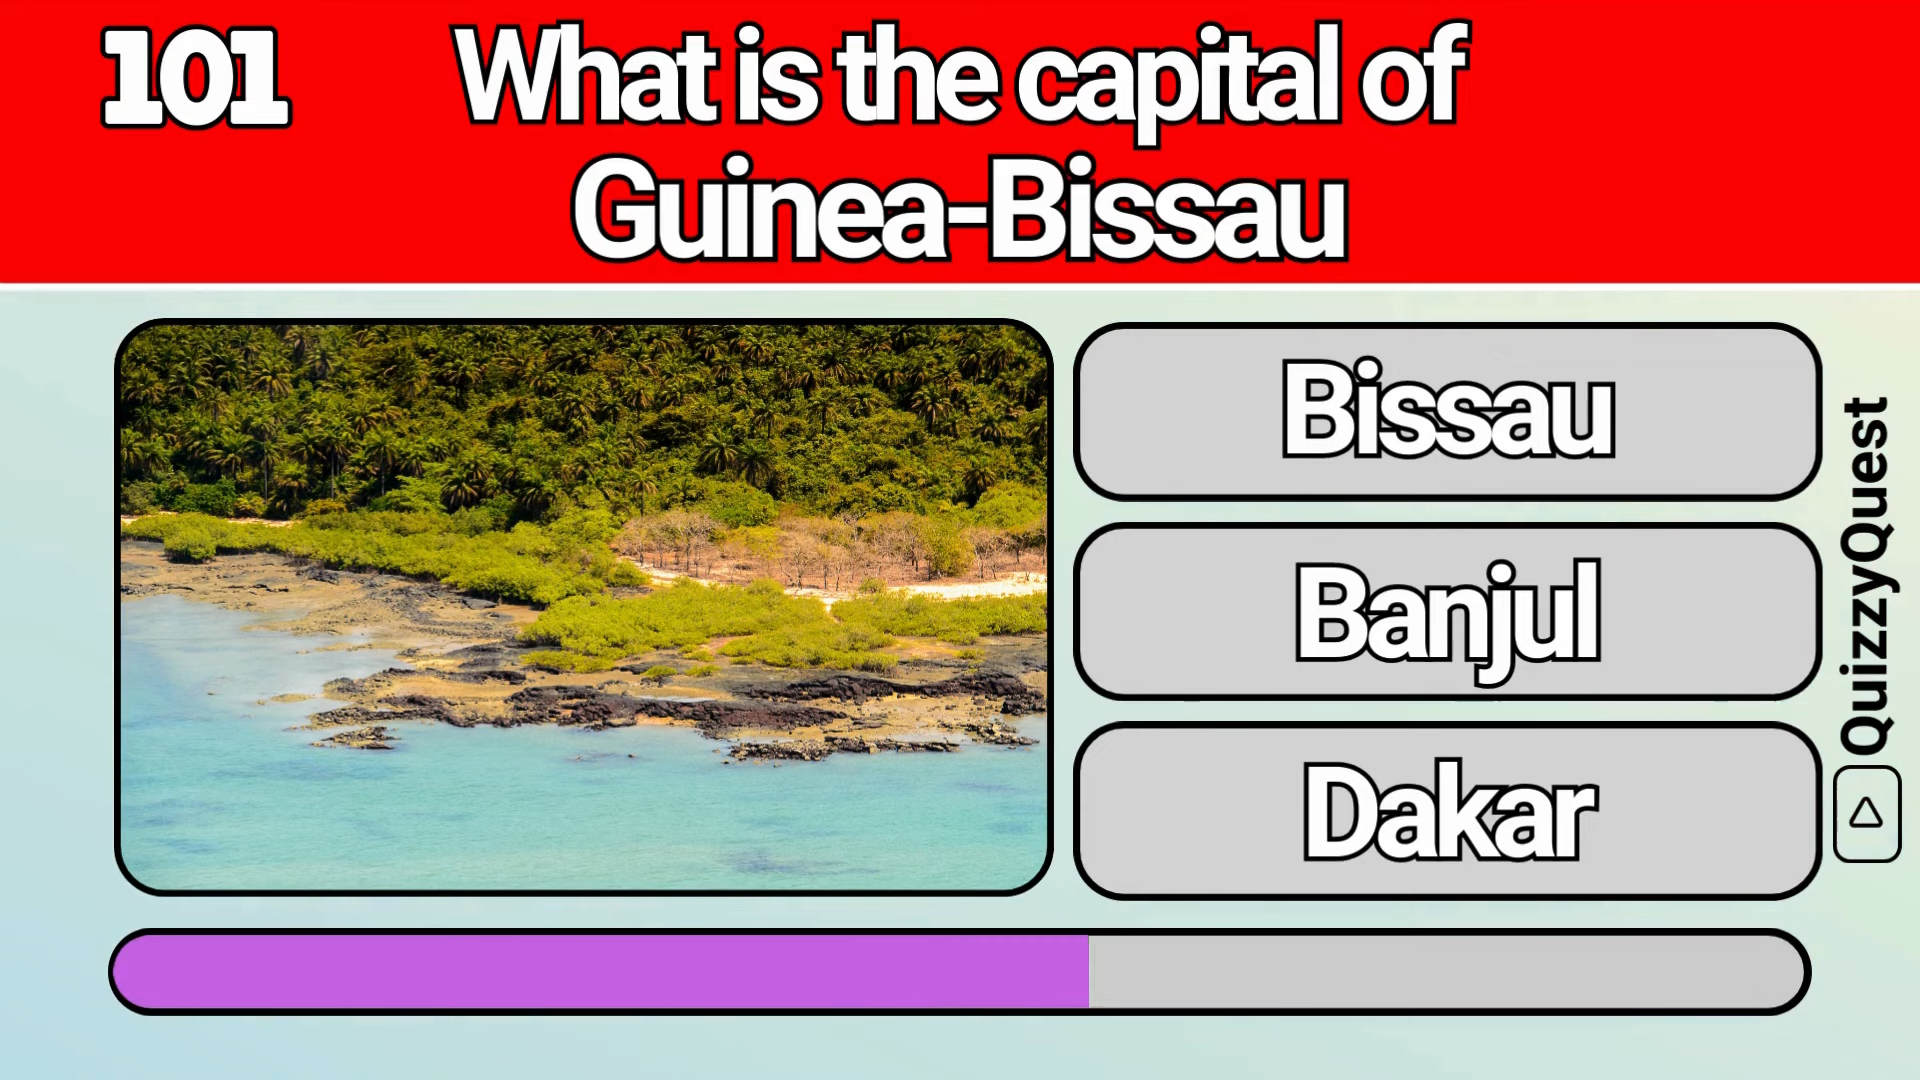 101
What is the capital of
Guinea-Bissau
Bissau
Banjul
Dakar
QuizzyQuest